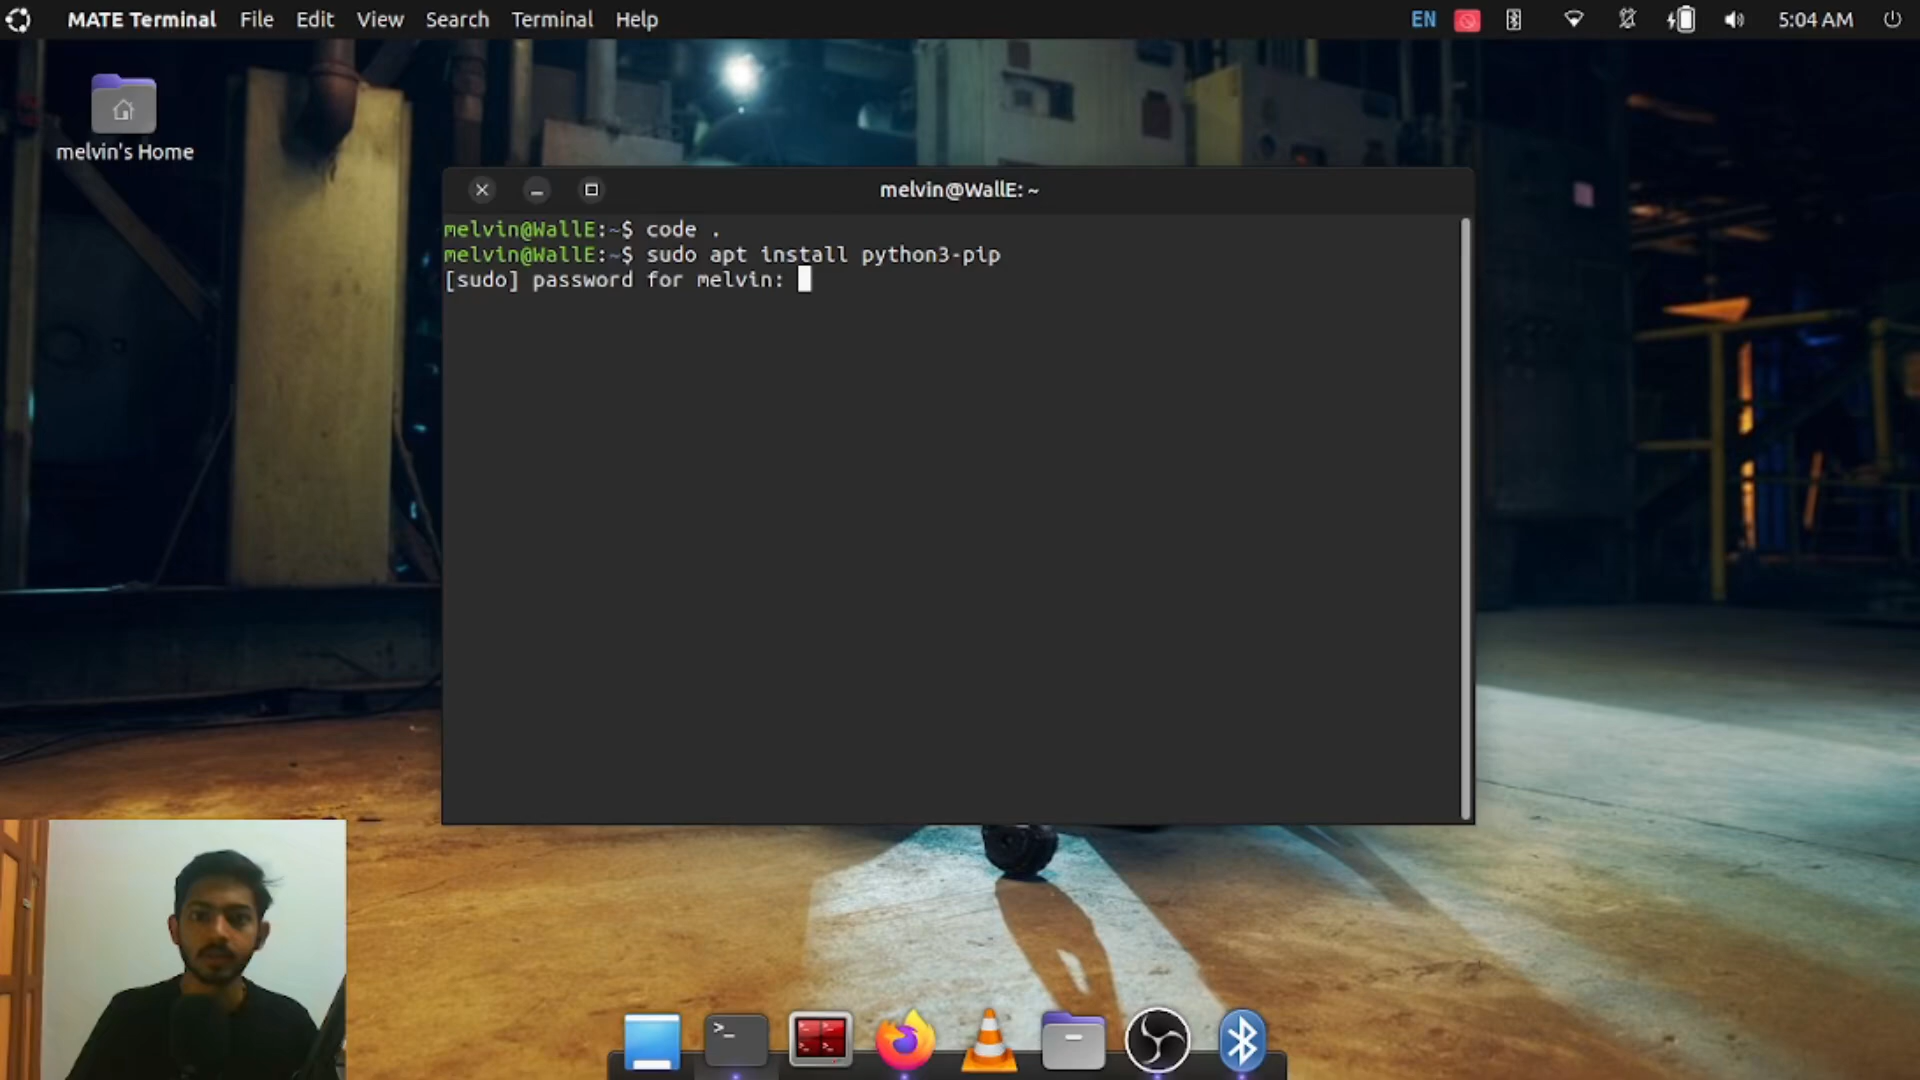 MATE Terminal File Edit View Search Terminal Help EN 5:04 AM
melvin's Home
melvin@WallE: ~
melvin@WallE:~$ code .
melvin@WallE:~$ sudo apt install python3-pip
[sudo] password for melvin: